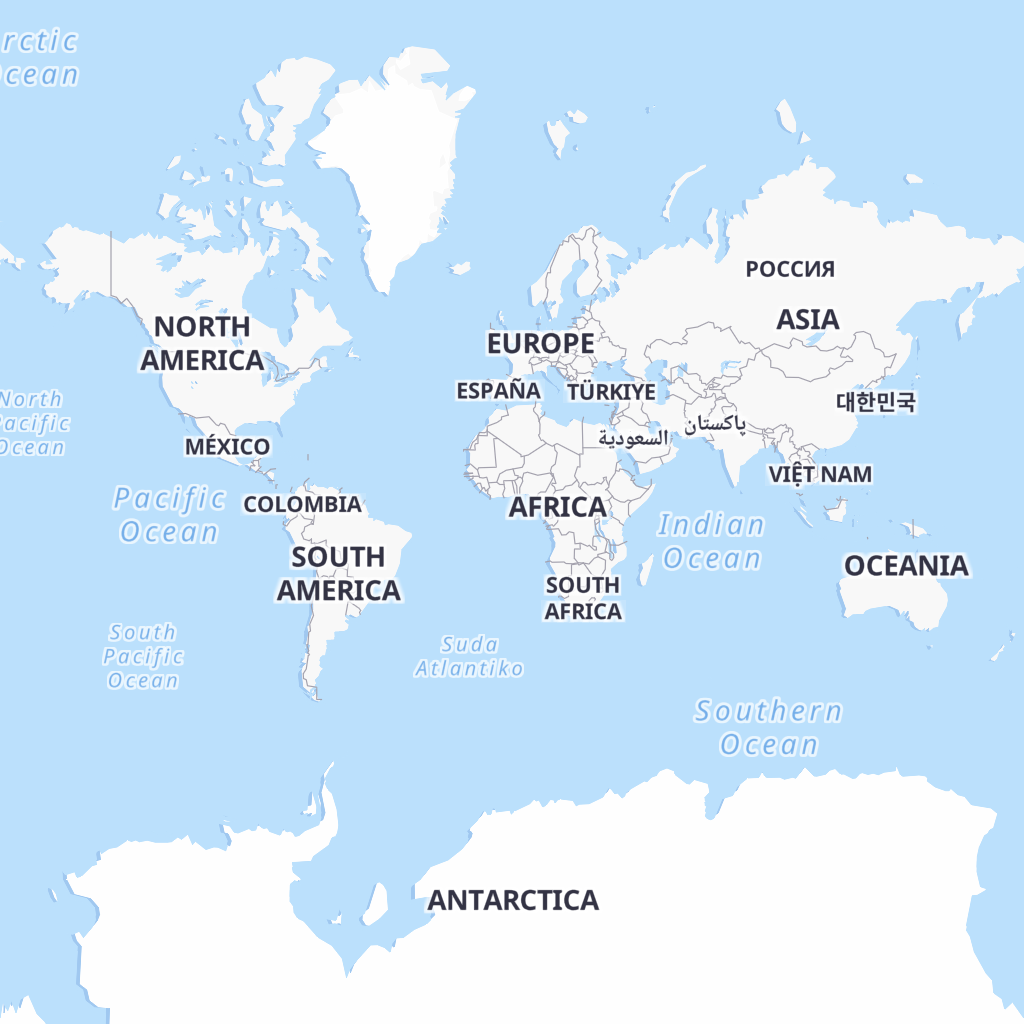 rctic
cean
РОССИЯ
ASIA
NORTH
AMERICA
EUROPE
ESPAÑA
TÜRKIYE
North
acific
Ocean
대한민국
پاکستان
السعودية
MÉXICO
VIỆT NAM
Pacific
Ocean
COLOMBIA
AFRICA
Indian
Ocean
SOUTH
AMERICA
OCEANIA
SOUTH
AFRICA
South
Pacific
Ocean
Suda
Atlantiko
Southern
Ocean
ANTARCTICA